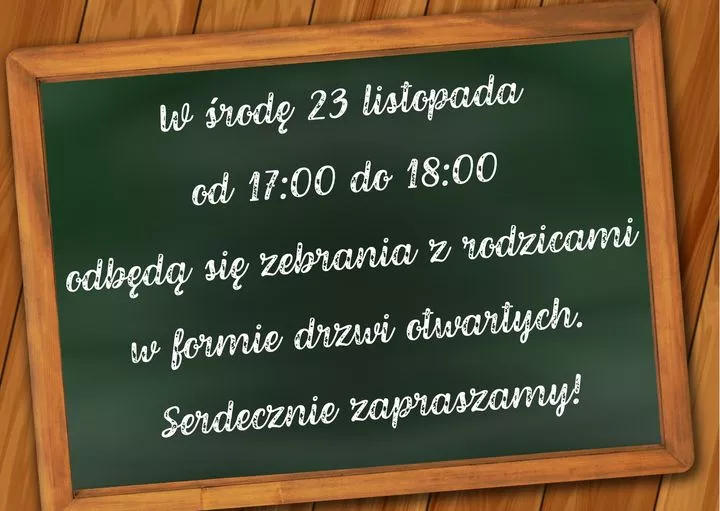 W środę 23 listopada
od 17:00 do 18:00
odbędą się zebrania z rodzicami
w formie drzwi otwartych.
Serdecznie zapraszamy!